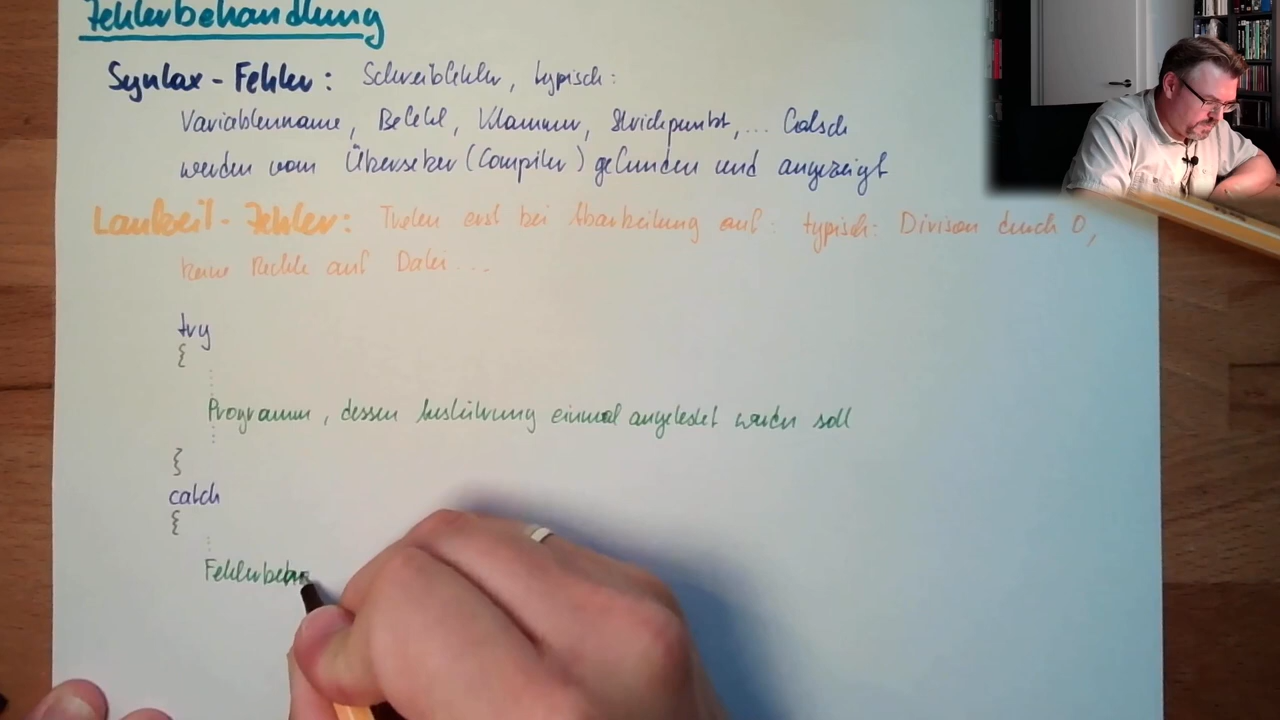 Fehlerbehandlung
Syntax-Fehler: Schreibfehler, typisch:
Variablenname, Befehl, Klammer, Strichpunkt, ... falsch
werden vom Übersetzer (Compiler) gefunden und angezeigt
Laufzeit-Fehler: Treten erst bei Abarbeitung auf: typisch: Division durch 0,
keine Rechte auf Datei ...
try
{
Programm, dessen Ausführung einmal angetestet werden soll
}
catch
{
Fehlerbehan